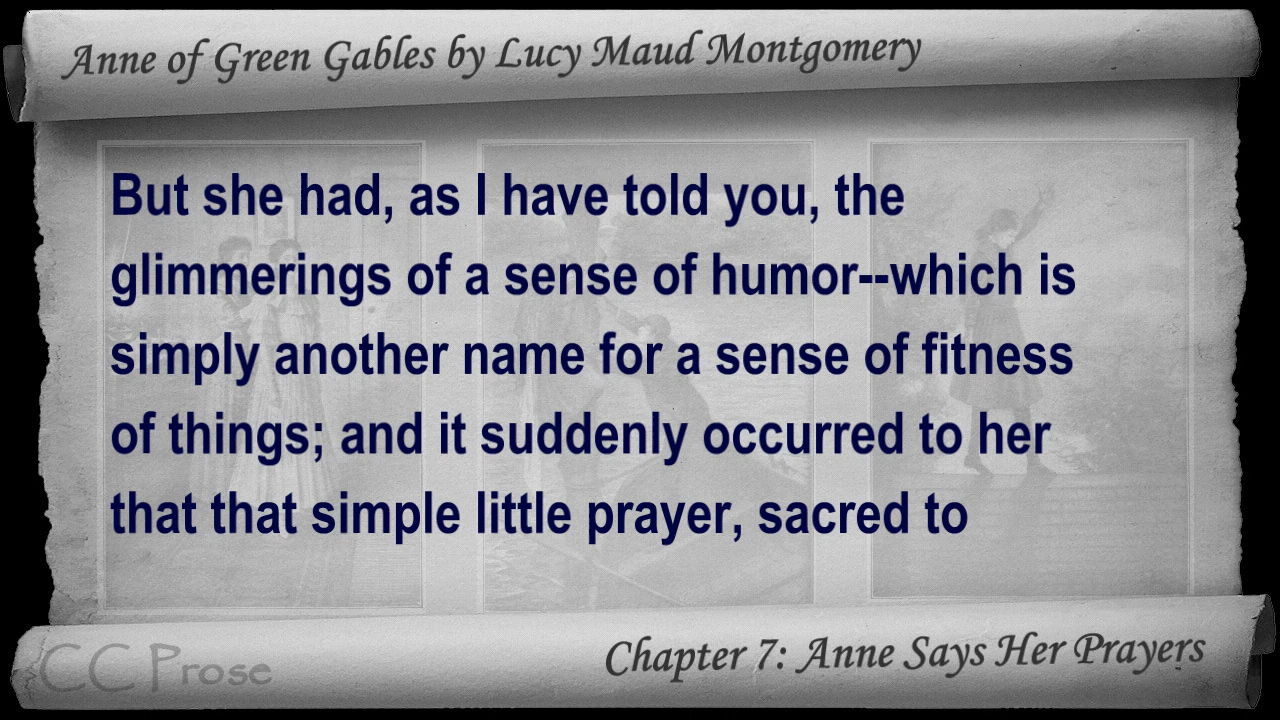 Anne of Green Gables by Lucy Maud Montgomery
But she had, as I have told you, the
glimmerings of a sense of humor--which is
simply another name for a sense of fitness
of things; and it suddenly occurred to her
that that simple little prayer, sacred to
CC Prose
Chapter 7: Anne Says Her Prayers